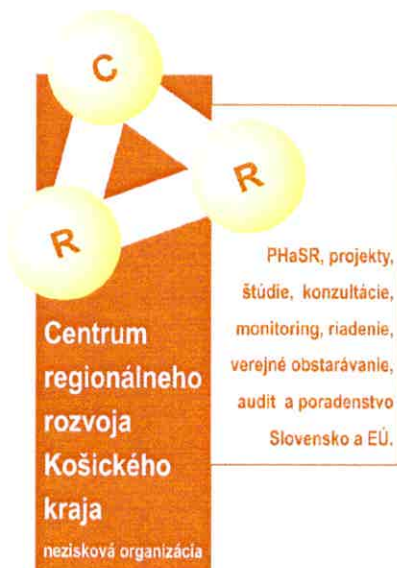 C
R
R
Centrum
regionálneho
rozvoja
Košického
kraja
nezisková organizácia
PHaSR, projekty,
štúdie, konzultácie,
monitoring, riadenie,
verejné obstarávanie,
audit a poradenstvo
Slovensko a EÚ.